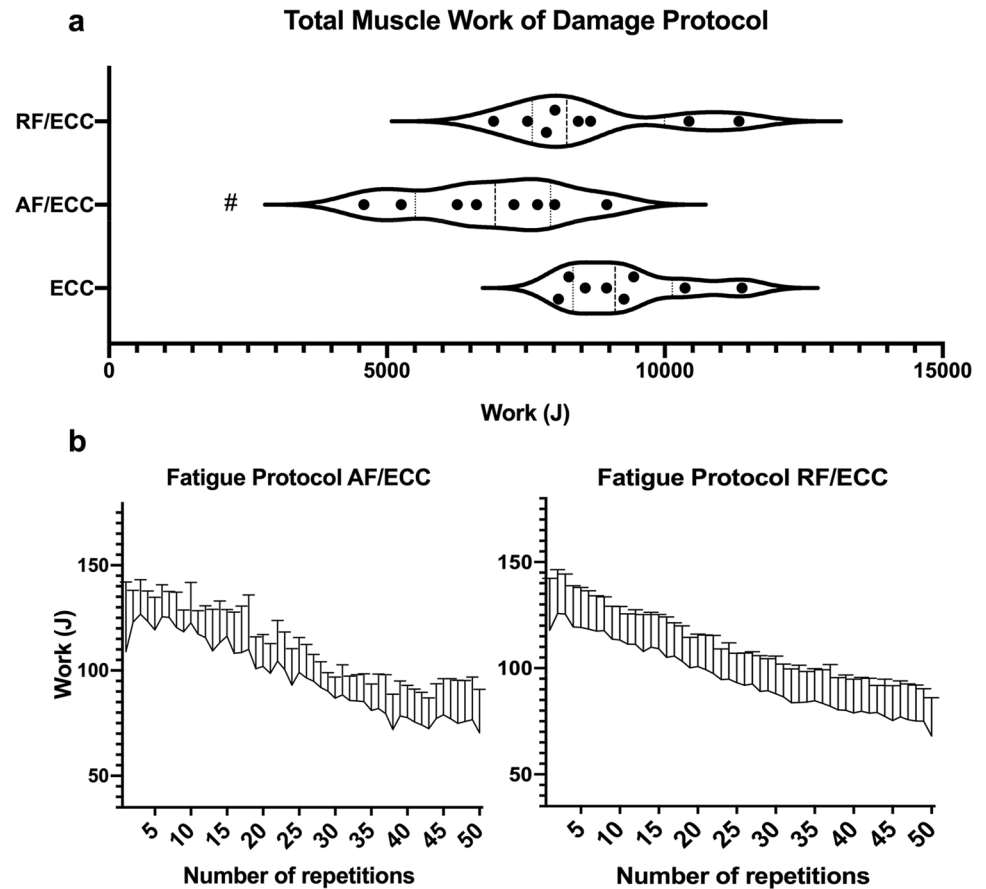 a
Total Muscle Work of Damage Protocol
RF/ECC
AF/ECC
#
ECC
0 5000 10000 15000
Work (J)
b
Fatigue Protocol AF/ECC
150
100
50
Work (J)
5 10 15 20 25 30 35 40 45 50
Number of repetitions
Fatigue Protocol RF/ECC
150
100
50
5 10 15 20 25 30 35 40 45 50
Number of repetitions